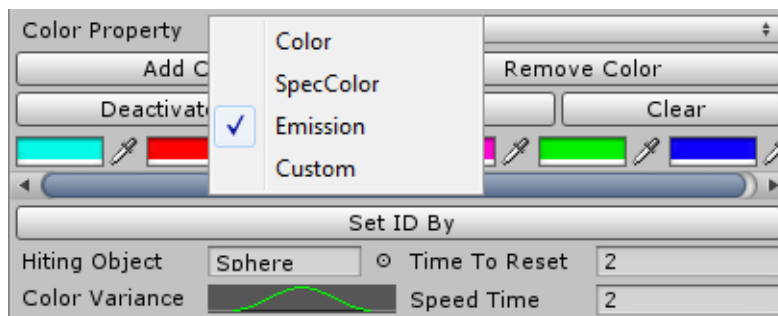 Color Property
Color
SpecColor
Emission
Custom
Add C
Remove Color
Deactivat
Clear
Set ID By
Hiting Object Sphere Time To Reset 2
Color Variance Speed Time 2